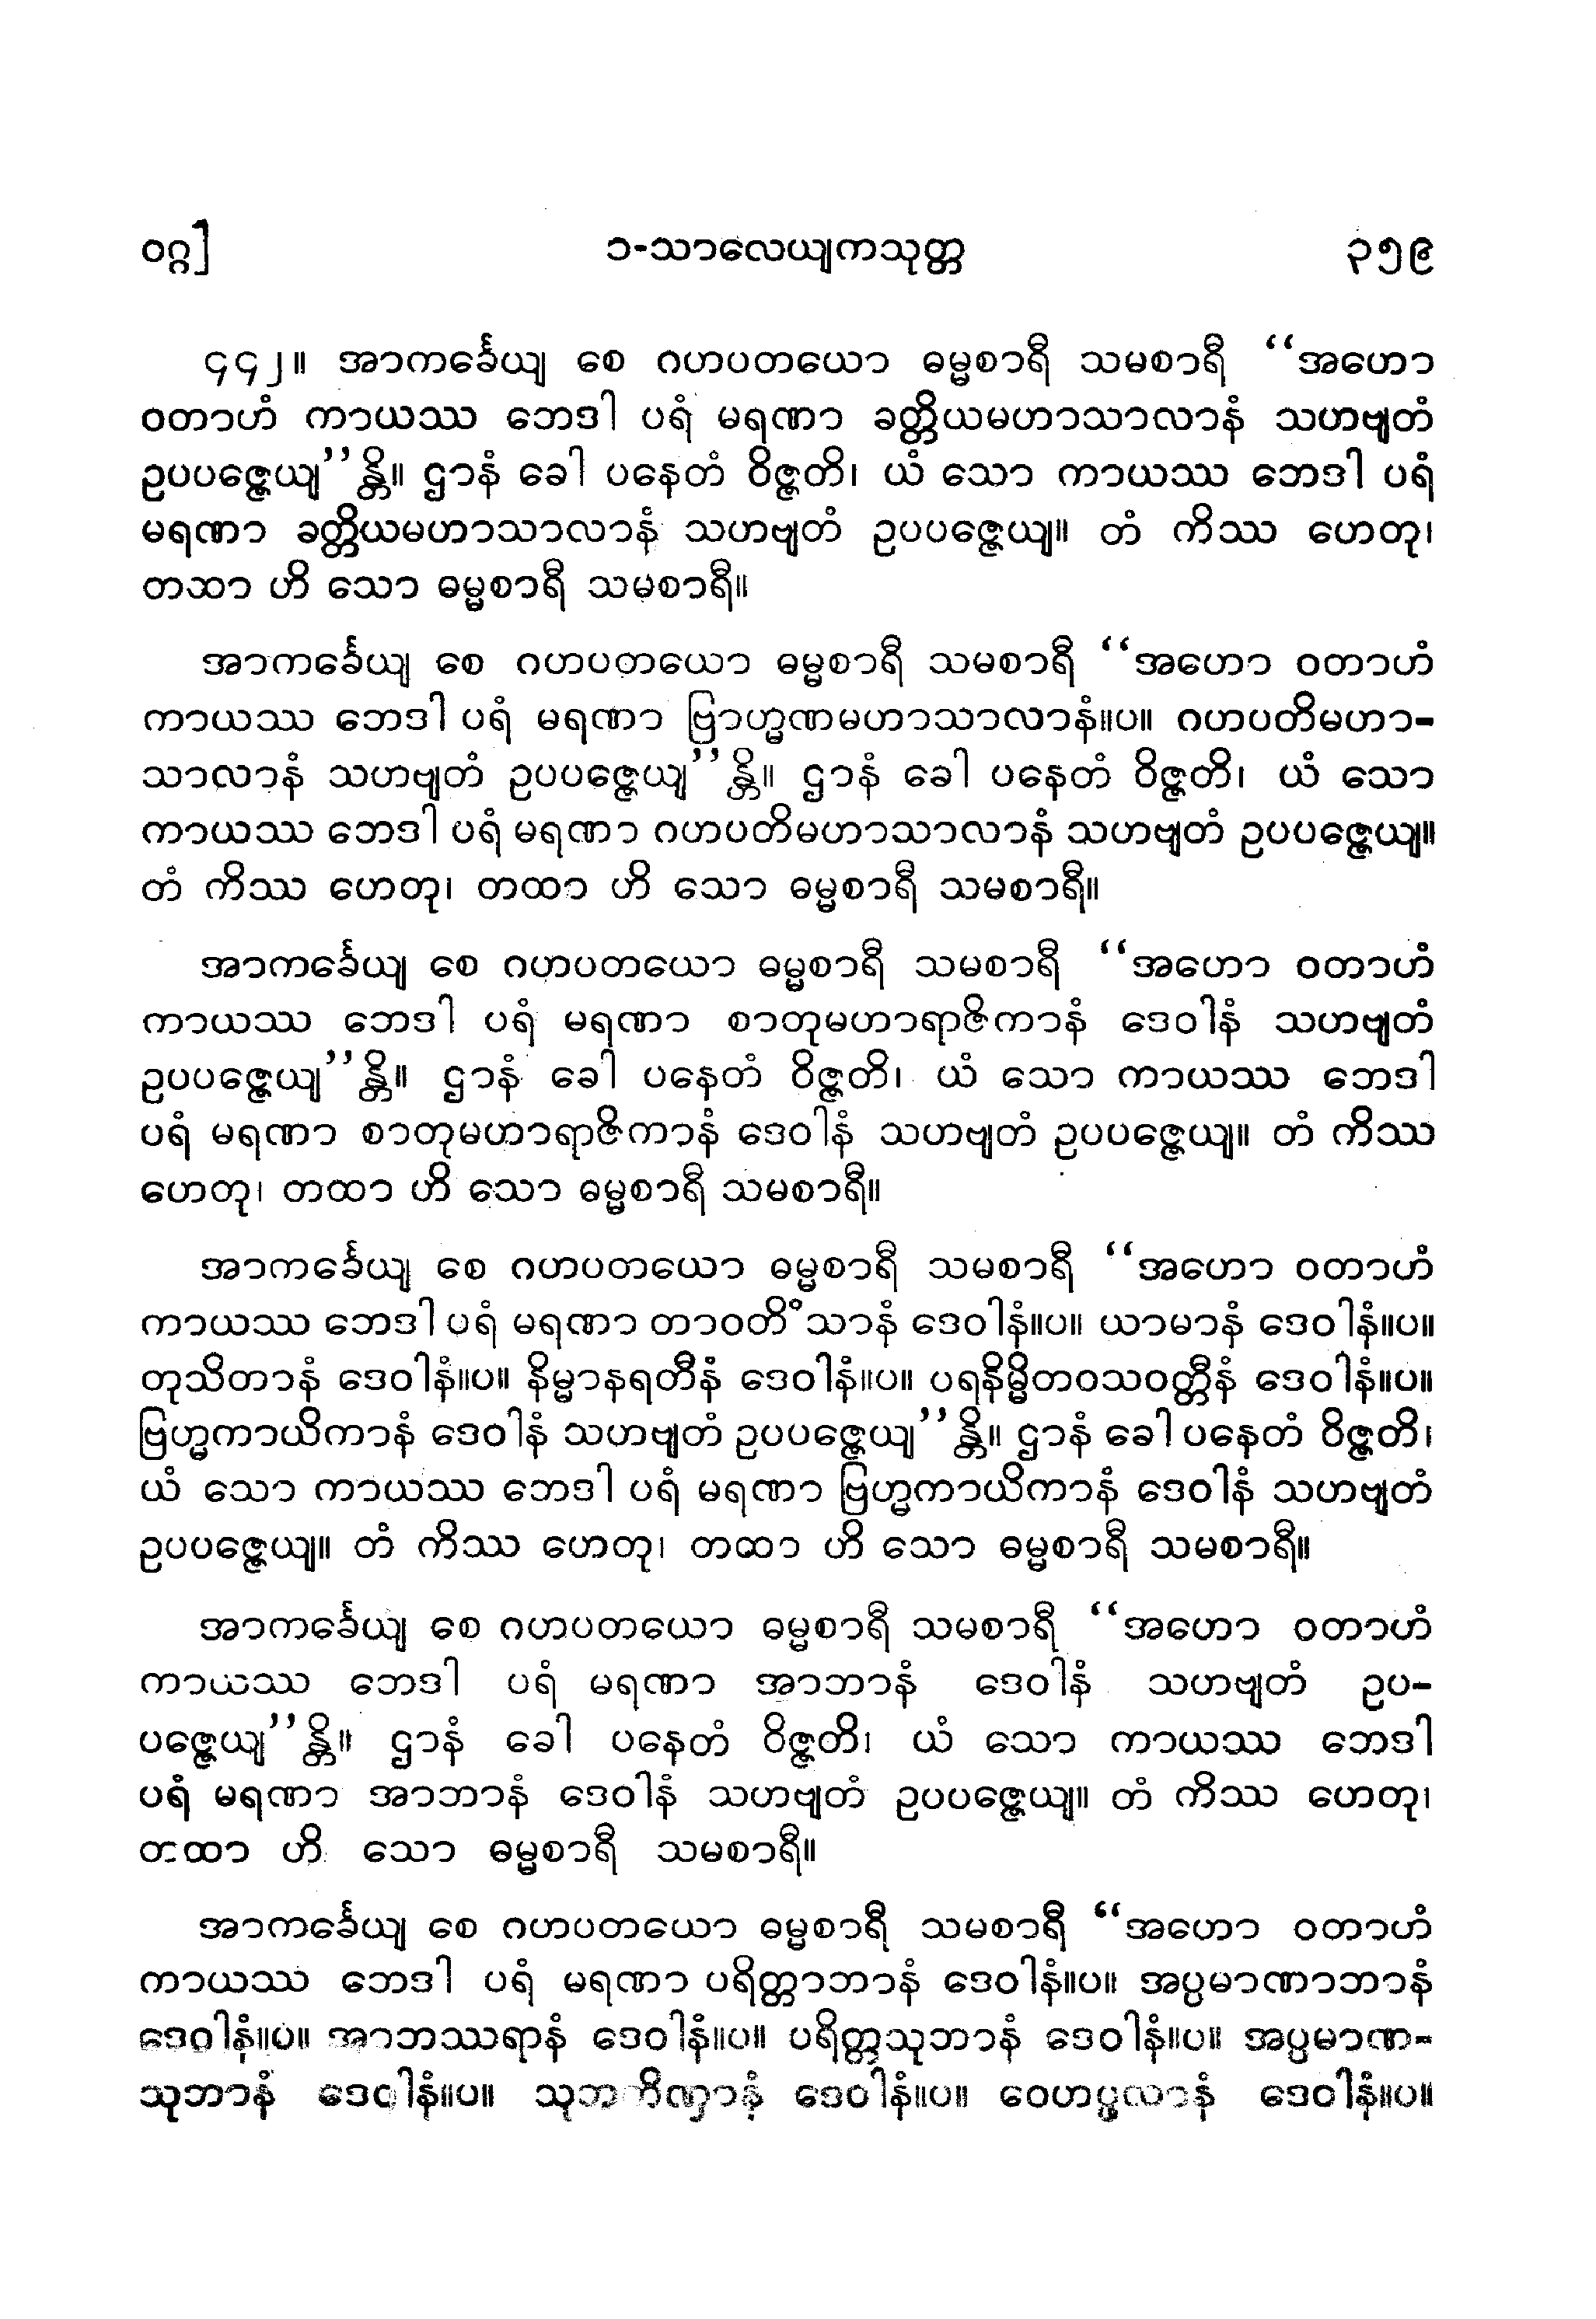 ဝဂ္ဂ] ၁-သာလေယျကသုတ္တ ၃၅၉
၄၄၂။ အာကင်္ခေယျ စေ ဂဟပတယော ဓမ္မစာရီ သမစာရီ “အဟော
ဝတာဟံ ကာယဿ ဘေဒါ ပရံ မရဏာ ခတ္တိယမဟာသာလာနံ သဟဗျတံ
ဥပပဇ္ဇေယျ”န္တိ။ ဌာနံ ခေါ ပနေတံ ဝိဇ္ဇတိ၊ ယံ သော ကာယဿ ဘေဒါ ပရံ
မရဏာ ခတ္တိယမဟာသာလာနံ သဟဗျတံ ဥပပဇ္ဇေယျ။ တံ ကိဿ ဟေတု၊
တထာ ဟိ သော ဓမ္မစာရီ သမစာရီ။
အာကင်္ခေယျ စေ ဂဟပတယော ဓမ္မစာရီ သမစာရီ “အဟော ဝတာဟံ
ကာယဿ ဘေဒါ ပရံ မရဏာ ဗြာဟ္မဏမဟာသာလာနံ။ပ။ ဂဟပတိမဟာ-
သာလာနံ သဟဗျတံ ဥပပဇ္ဇေယျ”န္တိ။ ဌာနံ ခေါ ပနေတံ ဝိဇ္ဇတိ၊ ယံ သော
ကာယဿ ဘေဒါ ပရံ မရဏာ ဂဟပတိမဟာသာလာနံ သဟဗျတံ ဥပပဇ္ဇေယျ။
တံ ကိဿ ဟေတု၊ တထာ ဟိ သော ဓမ္မစာရီ သမစာရီ။
အာကင်္ခေယျ စေ ဂဟပတယော ဓမ္မစာရီ သမစာရီ “အဟော ဝတာဟံ
ကာယဿ ဘေဒါ ပရံ မရဏာ စာတုမဟာရာဇိကာနံ ဒေဝါနံ သဟဗျတံ
ဥပပဇ္ဇေယျ”န္တိ။ ဌာနံ ခေါ ပနေတံ ဝိဇ္ဇတိ၊ ယံ သော ကာယဿ ဘေဒါ
ပရံ မရဏာ စာတုမဟာရာဇိကာနံ ဒေဝါနံ သဟဗျတံ ဥပပဇ္ဇေယျ။ တံ ကိဿ
ဟေတု၊ တထာ ဟိ သော ဓမ္မစာရီ သမစာရီ။
အာကင်္ခေယျ စေ ဂဟပတယော ဓမ္မစာရီ သမစာရီ “အဟော ဝတာဟံ
ကာယဿ ဘေဒါ ပရံ မရဏာ တာဝတိံသာနံ ဒေဝါနံ။ပ။ ယာမာနံ ဒေဝါနံ။ပ။
တုသိတာနံ ဒေဝါနံ။ပ။ နိမ္မာနရတီနံ ဒေဝါနံ။ပ။ ပရနိမ္မိတဝသဝတ္တီနံ ဒေဝါနံ။ပ။
ဗြဟ္မကာယိကာနံ ဒေဝါနံ သဟဗျတံ ဥပပဇ္ဇေယျ”န္တိ။ ဌာနံ ခေါ ပနေတံ ဝိဇ္ဇတိ၊
ယံ သော ကာယဿ ဘေဒါ ပရံ မရဏာ ဗြဟ္မကာယိကာနံ ဒေဝါနံ သဟဗျတံ
ဥပပဇ္ဇေယျ။ တံ ကိဿ ဟေတု၊ တထာ ဟိ သော ဓမ္မစာရီ သမစာရီ။
အာကင်္ခေယျ စေ ဂဟပတယော ဓမ္မစာရီ သမစာရီ “အဟော ဝတာဟံ
ကာယဿ ဘေဒါ ပရံ မရဏာ အာဘာနံ ဒေဝါနံ သဟဗျတံ ဥပ-
ပဇ္ဇေယျ”န္တိ။ ဌာနံ ခေါ ပနေတံ ဝိဇ္ဇတိ၊ ယံ သော ကာယဿ ဘေဒါ
ပရံ မရဏာ အာဘာနံ ဒေဝါနံ သဟဗျတံ ဥပပဇ္ဇေယျ။ တံ ကိဿ ဟေတု၊
တထာ ဟိ သော ဓမ္မစာရီ သမစာရီ။
အာကင်္ခေယျ စေ ဂဟပတယော ဓမ္မစာရီ သမစာရီ “အဟော ဝတာဟံ
ကာယဿ ဘေဒါ ပရံ မရဏာ ပရိတ္တာဘာနံ ဒေဝါနံ။ပ။ အပ္ပမာဏာဘာနံ
ဒေဝါနံ။ပ။ အာဘဿရာနံ ဒေဝါနံ။ပ။ ပရိတ္တသုဘာနံ ဒေဝါနံ။ပ။ အပ္ပမာဏ-
သုဘာနံ ဒေဝါနံ။ပ။ သုဘကိဏှာနံ ဒေဝါနံ။ပ။ ဝေဟပ္ဖလာနံ ဒေဝါနံ။ပ။